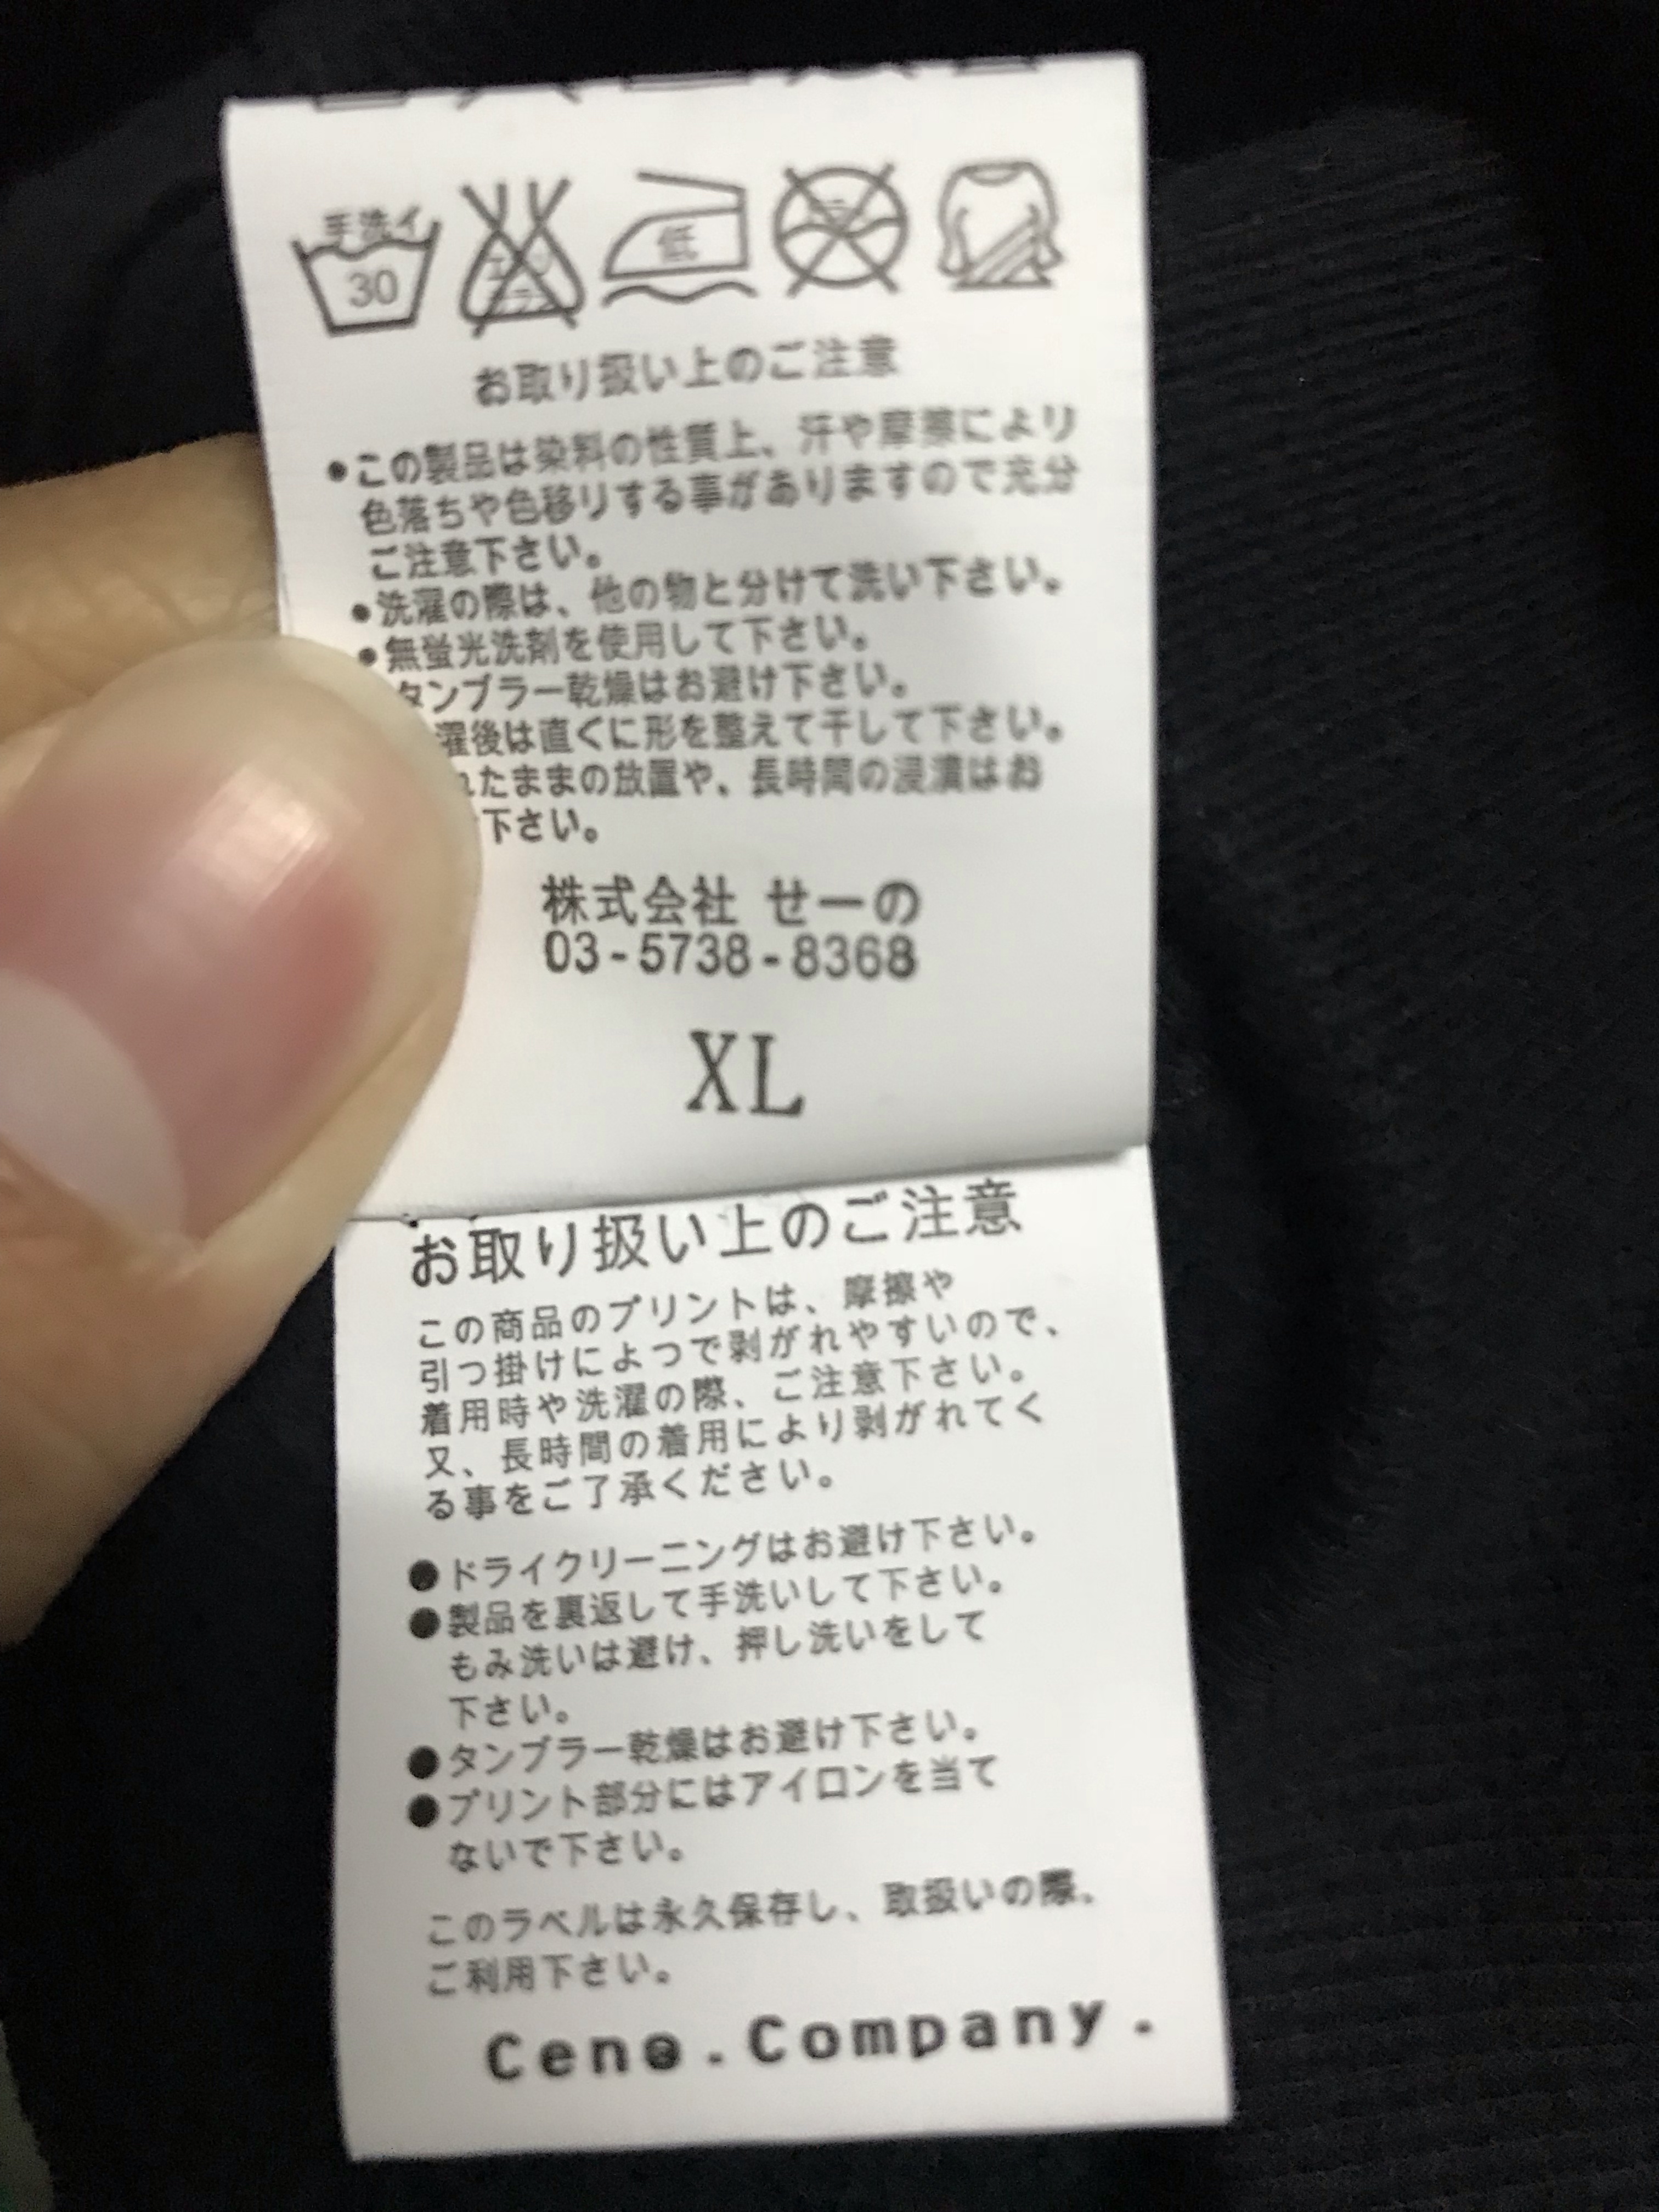 手洗イ
30
低
お取り扱い上のご注意
•この製品は染料の性質上、汗や摩擦により
色落ちや色移りする事がありますので充分
ご注意下さい。
•洗濯の際は、他の物と分けて洗い下さい。
•無蛍光洗剤を使用して下さい。
タンブラー乾燥はお避け下さい。
濯後は直ぐに形を整えて干して下さい。
れたままの放置や、長時間の浸漬はお
下さい。
株式会社 せーの
03-5738-8368
XL
お取り扱い上のご注意
この商品のプリントは、摩擦や
引っ掛けによつで剥がれやすいので、
着用時や洗濯の際、ご注意下さい。
又、長時間の着用により剥がれてく
る事をご了承ください。
●ドライクリーニングはお避け下さい。
●製品を裏返して手洗いして下さい。
もみ洗いは避け、押し洗いをして
下さい。
●タンブラー乾燥はお避け下さい。
●プリント部分にはアイロンを当て
ないで下さい。
このラベルは永久保存し、取扱いの際、
ご利用下さい。
Ceno.Company.